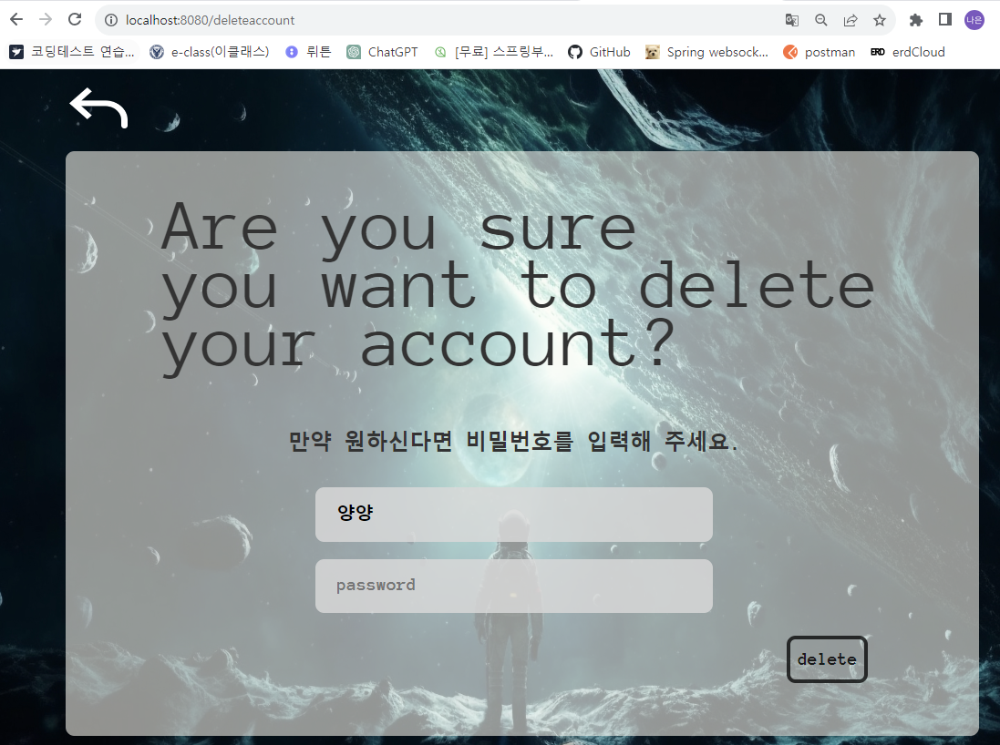 localhost:8080/deleteaccount
나은
코딩테스트 연습... e-class(이클래스) 뤼튼 ChatGPT [무료] 스프링부... GitHub Spring websock... postman ERD erdCloud
Are you sure
you want to delete
your account?
만약 원하신다면 비밀번호를 입력해 주세요.
양양
password
delete